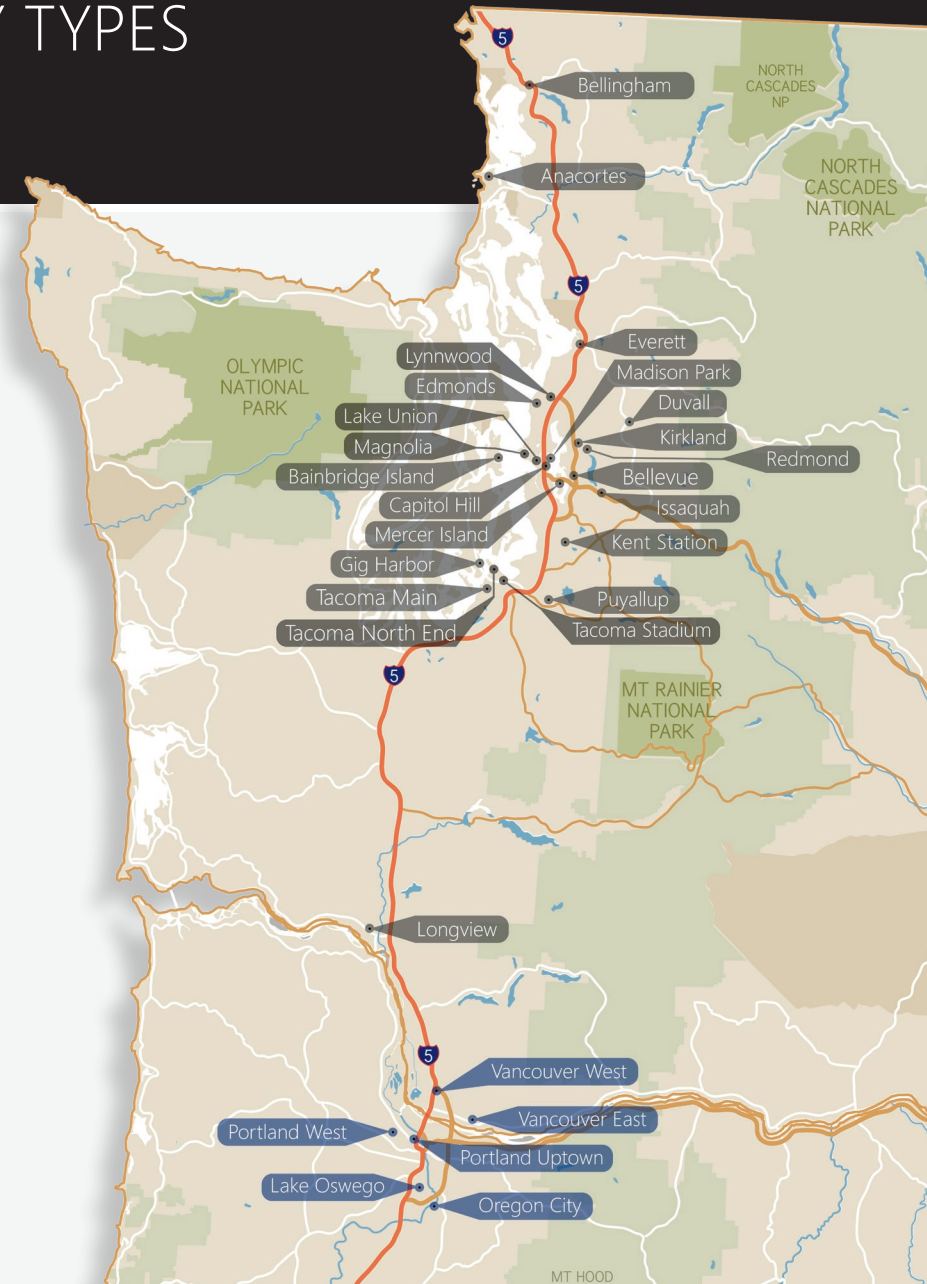 Y TYPES
5
Bellingham
NORTH
CASCADES
NP
Anacortes
NORTH
CASCADES
NATIONAL
PARK
5
Everett
Lynnwood
Madison Park
Edmonds
OLYMPIC
NATIONAL
PARK
Duvall
Lake Union
Kirkland
Magnolia
Redmond
Bainbridge Island
Bellevue
Capitol Hill
Issaquah
Mercer Island
Kent Station
Gig Harbor
Tacoma Main
Puyallup
Tacoma North End
Tacoma Stadium
5
MT RAINIER
NATIONAL
PARK
Longview
5
Vancouver West
Vancouver East
Portland West
Portland Uptown
Lake Oswego
Oregon City
MT HOOD